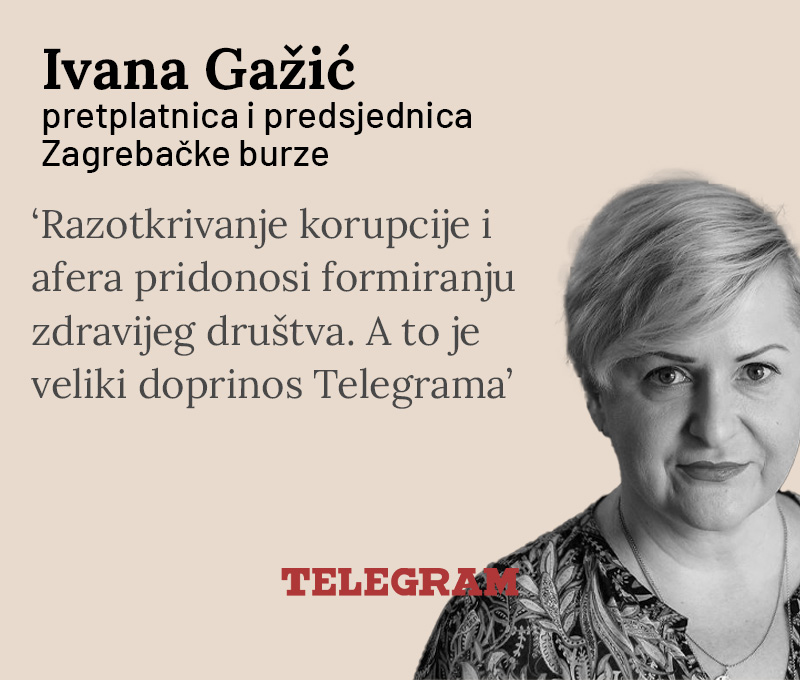 Ivana Gažić
pretplatnica i predsjednica
Zagrebačke burze
‘Razotkrivanje korupcije i
afera pridonosi formiranju
zdravijeg društva. A to je
veliki doprinos Telegrama’
TELEGRAM